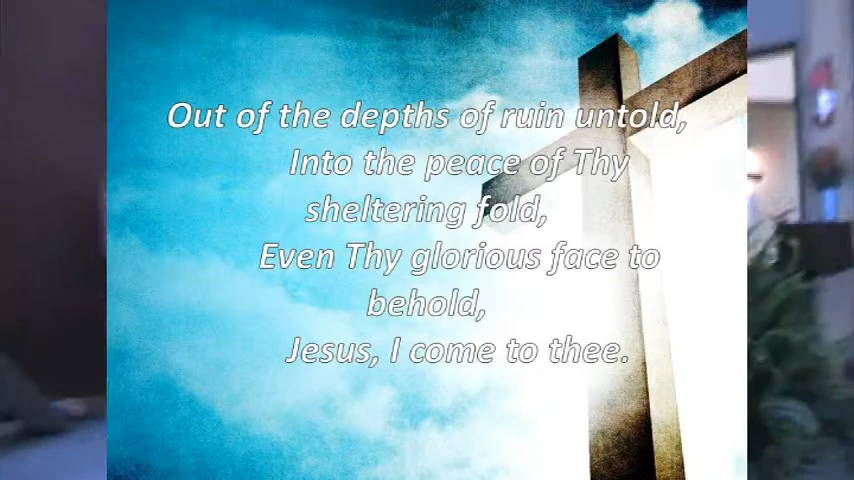 Out of the depths of ruin untold,
Into the peace of Thy
sheltering fold,
Even Thy glorious face to
behold,
Jesus, I come to thee.